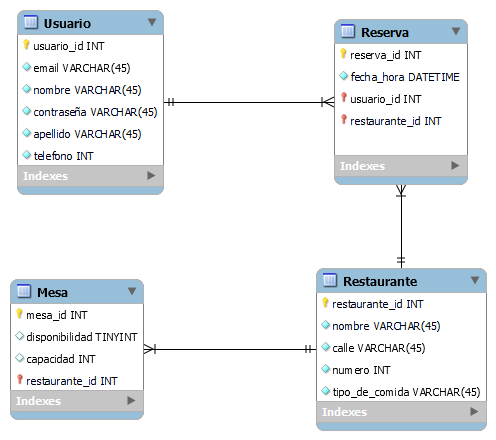 Usuario
usuario_id INT
email VARCHAR(45)
nombre VARCHAR(45)
contraseña VARCHAR(45)
apellido VARCHAR(45)
telefono INT
Indexes
Reserva
reserva_id INT
fecha_hora DATETIME
usuario_id INT
restaurante_id INT
Indexes
Mesa
mesa_id INT
disponibilidad TINYINT
capacidad INT
restaurante_id INT
Indexes
Restaurante
restaurante_id INT
nombre VARCHAR(45)
calle VARCHAR(45)
numero INT
tipo_de_comida VARCHAR(45)
Indexes